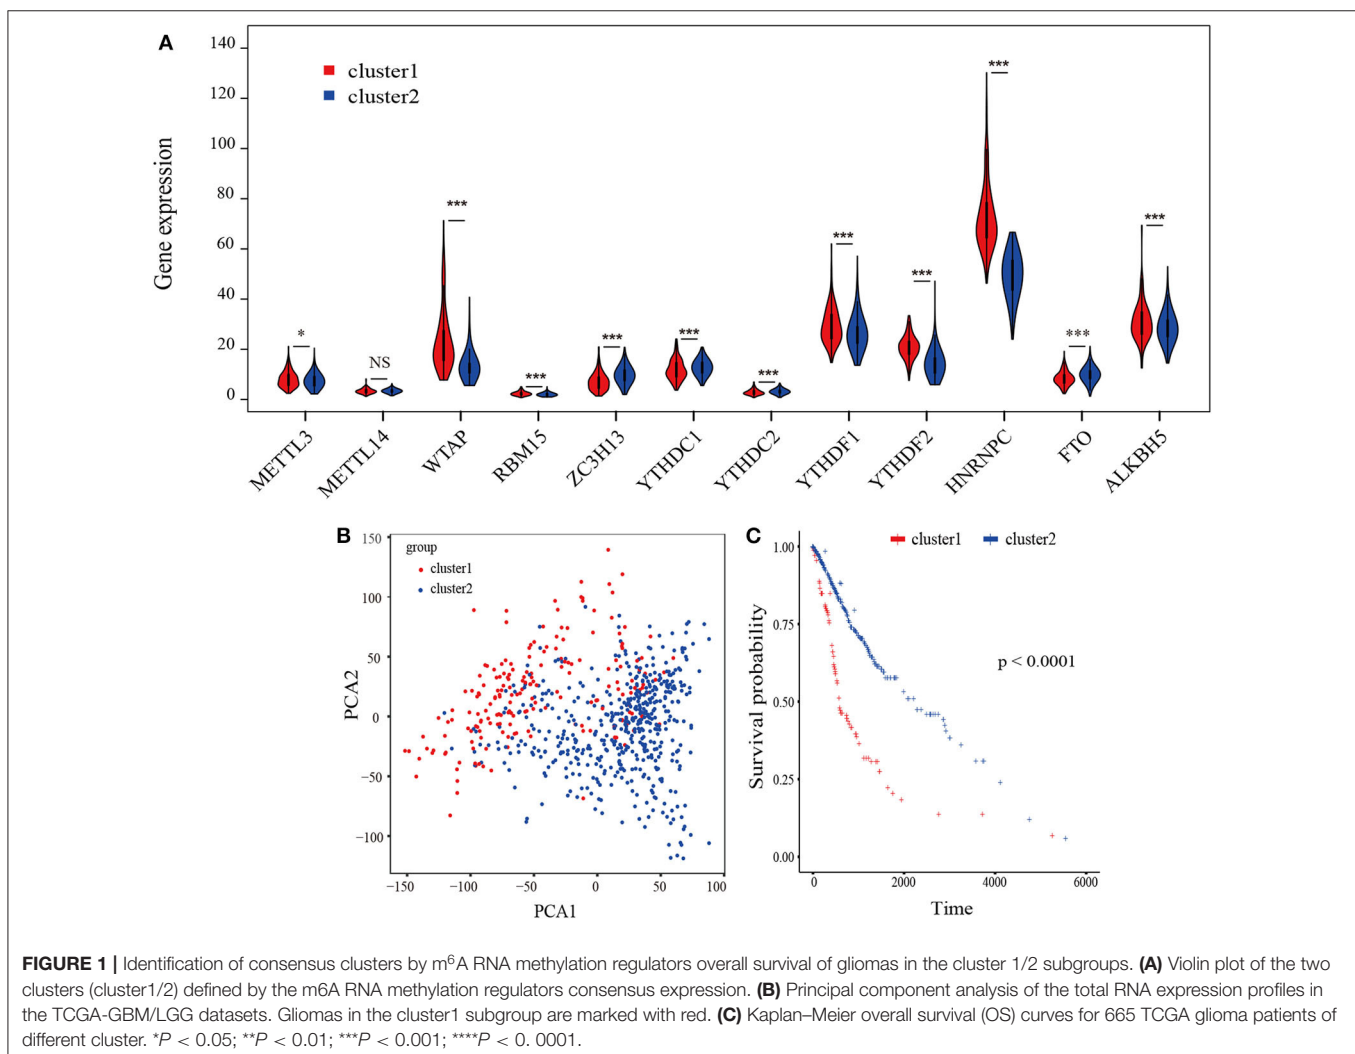 A
140
120
100
80
60
40
20
0
Gene expression
cluster1
cluster2
*
NS
***
***
***
***
***
***
***
***
***
***
METTL3
METTL14
WTAP
RBM15
ZC3H13
YTHDC1
YTHDC2
YTHDF1
YTHDF2
HNRNPC
FTO
ALKBH5
B
150
100
50
0
−50
−100
PCA2
group
cluster1
cluster2
−150
−100
−50
0
50
100
PCA1
C
cluster1
cluster2
1.00
0.75
0.50
0.25
0.00
Survival probability
p < 0.0001
0
2000
4000
6000
Time
FIGURE 1 | Identification of consensus clusters by m⁶A RNA methylation regulators overall survival of gliomas in the cluster 1/2 subgroups. (A) Violin plot of the two
clusters (cluster1/2) defined by the m6A RNA methylation regulators consensus expression. (B) Principal component analysis of the total RNA expression profiles in
the TCGA-GBM/LGG datasets. Gliomas in the cluster1 subgroup are marked with red. (C) Kaplan–Meier overall survival (OS) curves for 665 TCGA glioma patients of
different cluster. *P < 0.05; **P < 0.01; ***P < 0.001; ****P < 0. 0001.